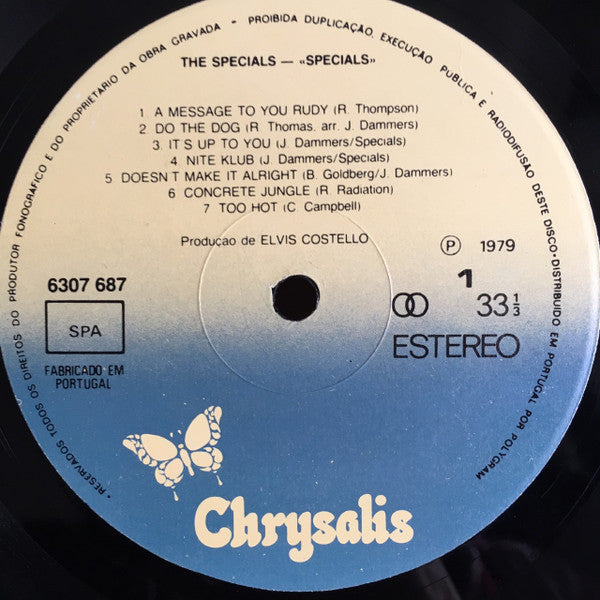 • RESERVADOS TODOS OS DIREITOS DO PRODUTOR FONOGRAFICO E DO PROPRIETARIO DA OBRA GRAVADA - PROIBIDA DUPLICAÇÃO, EXECUÇÃO PUBLICA E RADIODIFUSÃO DESTE DISCO • DISTRIBUIDO EM PORTUGAL POR POLYGRAM
THE SPECIALS — «SPECIALS»
1 A MESSAGE TO YOU RUDY (R. Thompson)
2 DO THE DOG (R. Thomas. arr. J. Dammers)
3 IT S UP TO YOU (J. Dammers/Specials)
4 NITE KLUB (J. Dammers/Specials)
5 DOESN T MAKE IT ALRIGHT (B. Goldberg/J. Dammers)
6 CONCRETE JUNGLE (R. Radiation)
7 TOO HOT (C. Campbell)
Produção de ELVIS COSTELLO
Ⓟ 1979
6307 687
1
SPA
33 1/3
ESTEREO
FABRICADO EM
PORTUGAL
Chrysalis